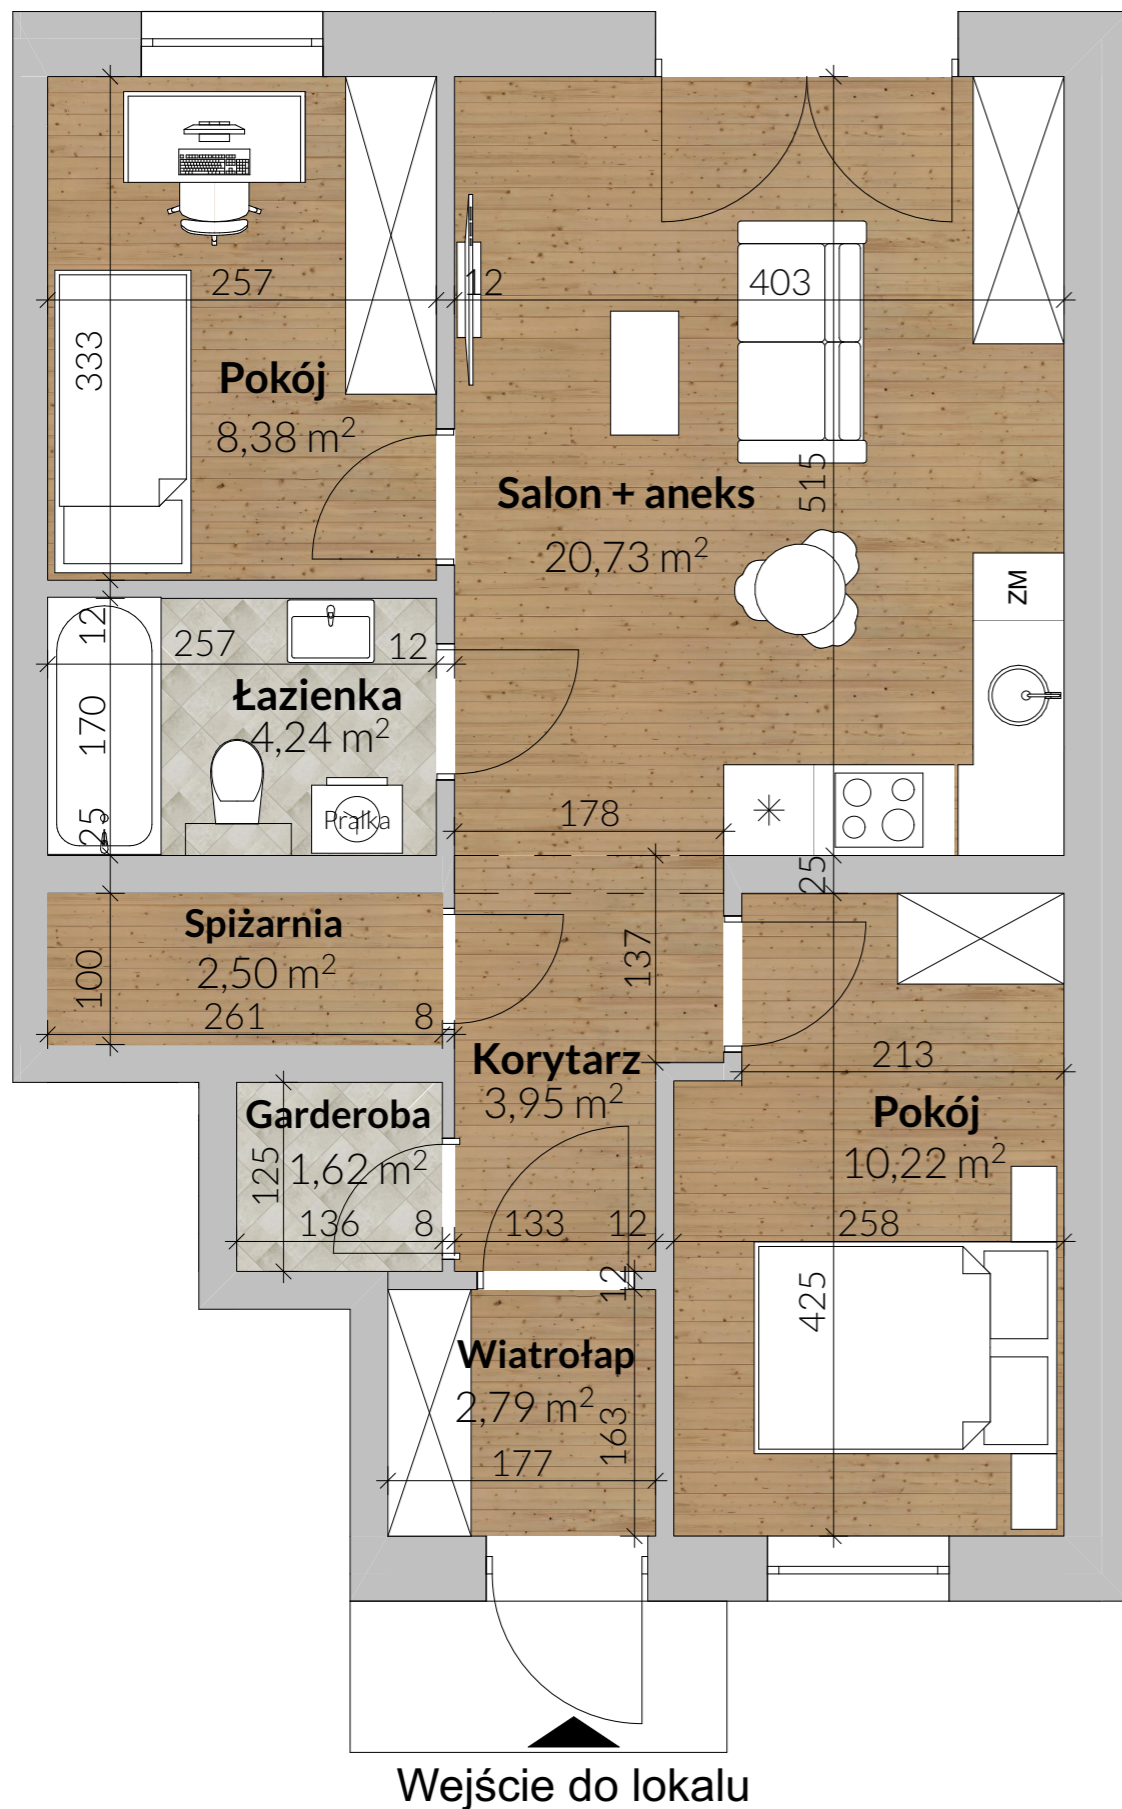 257
12
403
333
Pokój
8,38 m²
Salon + aneks
20,73 m²
515
ZM
12
257
12
Łazienka
4,24 m²
170
25
Pralka
178
25
Spiżarnia
2,50 m²
100
261
8
137
Korytarz
3,95 m²
213
Pokój
10,22 m²
Garderoba
1,62 m²
125
136
8
133
12
258
12
425
Wiatrołap
2,79 m²
163
177
Wejście do lokalu